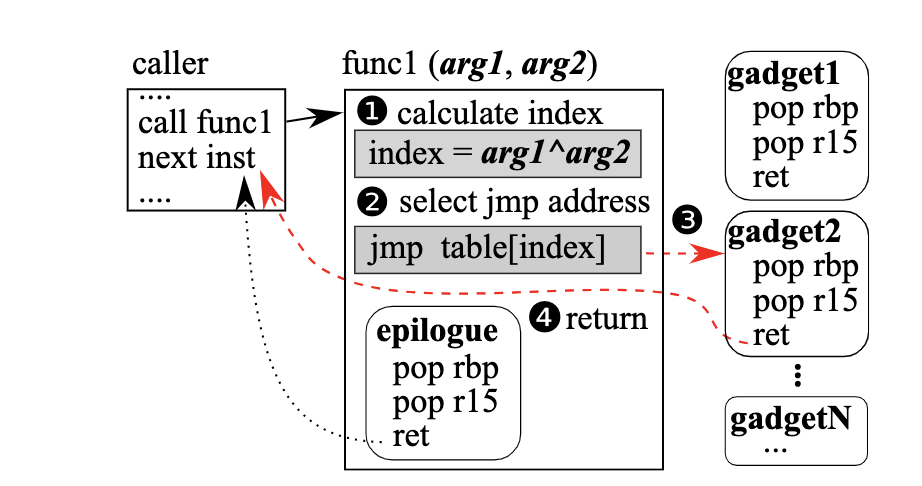 caller
....
call func1
next inst
....
func1 (arg1, arg2)
❶ calculate index
index = arg1^arg2
❷ select jmp address
jmp table[index]
❸
❹ return
epilogue
pop rbp
pop r15
ret
gadget1
pop rbp
pop r15
ret
gadget2
pop rbp
pop r15
ret
⋮
gadgetN
...